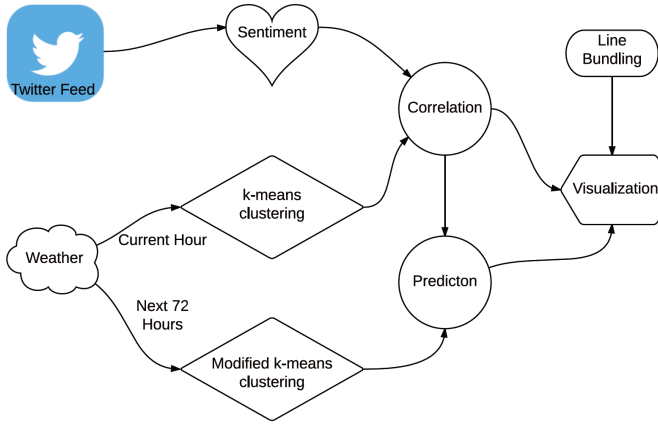 Twitter Feed
Sentiment
Line
Bundling
Correlation
k-means
clustering
Visualization
Current Hour
Weather
Predicton
Next 72
Hours
Modified k-means
clustering